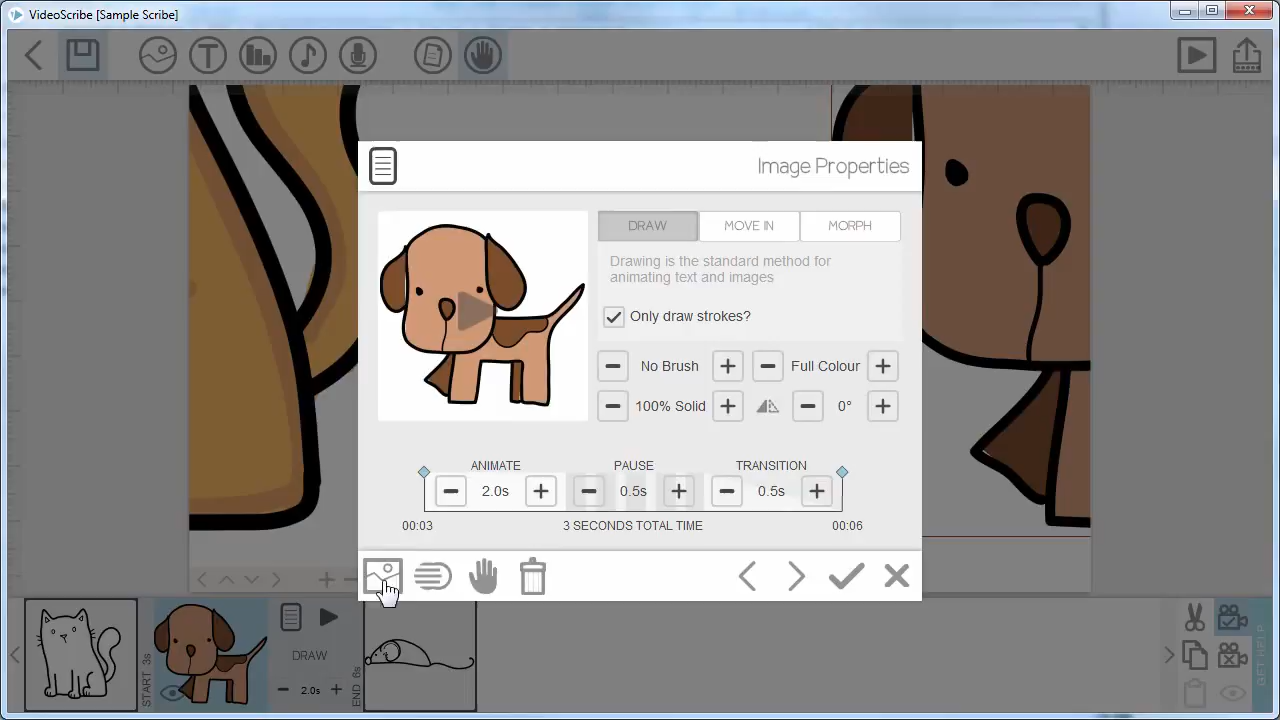 VideoScribe [Sample Scribe]
T
Image Properties
DRAW MOVE IN MORPH
Drawing is the standard method for
animating text and images
Only draw strokes?
No Brush Full Colour
100% Solid 0°
ANIMATE PAUSE TRANSITION
2.0s 0.5s 0.5s
00:03 3 SECONDS TOTAL TIME 00:06
START 3s
DRAW
2.0s
END 6s
GET HELP